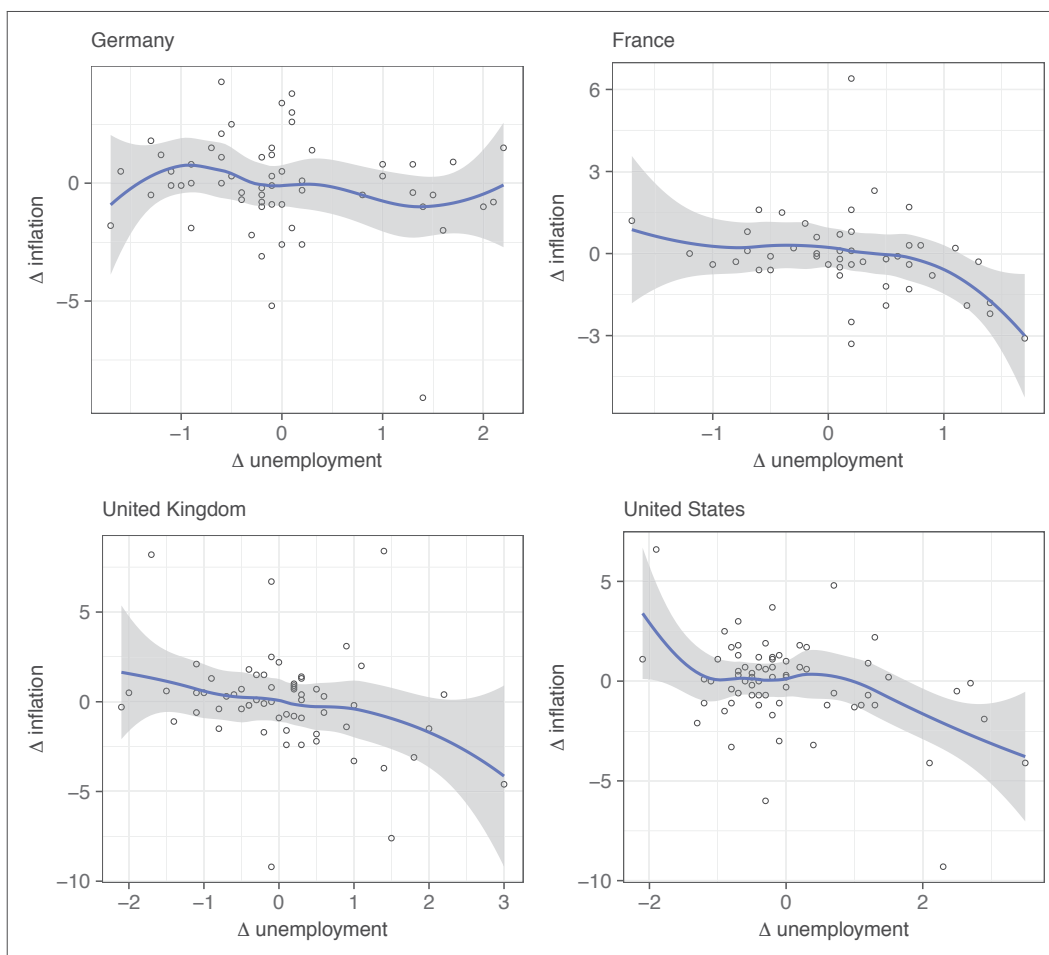 Germany
France
0
−5
Δ inflation
−1
0
1
2
Δ unemployment
6
3
0
−3
Δ inflation
−1
0
1
Δ unemployment
United Kingdom
United States
5
0
−5
−10
Δ inflation
−2
−1
0
1
2
3
Δ unemployment
5
0
−5
−10
Δ inflation
−2
0
2
Δ unemployment